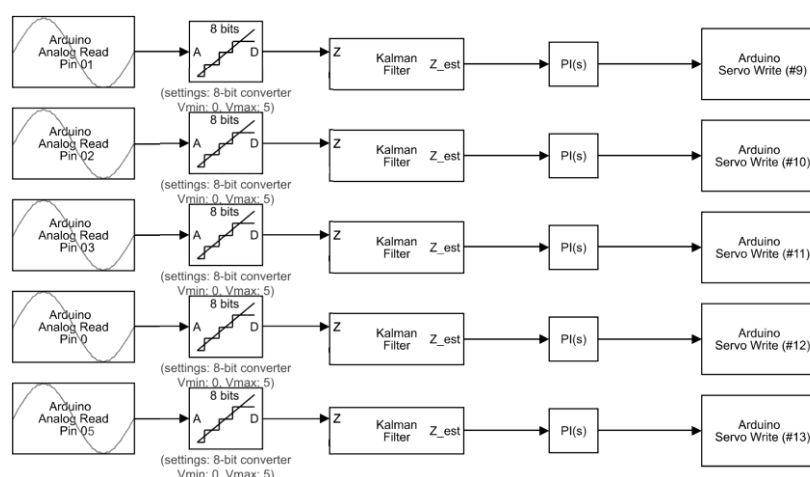 Arduino
Analog Read
Pin 01
8 bits
A D
(settings: 8-bit converter
Vmin: 0, Vmax: 5)
Z Kalman
Filter Z_est
PI(s)
Arduino
Servo Write (#9)
Arduino
Analog Read
Pin 02
8 bits
A D
(settings: 8-bit converter
Vmin: 0, Vmax: 5)
Z Kalman
Filter Z_est
PI(s)
Arduino
Servo Write (#10)
Arduino
Analog Read
Pin 03
8 bits
A D
(settings: 8-bit converter
Vmin: 0, Vmax: 5)
Z Kalman
Filter Z_est
PI(s)
Arduino
Servo Write (#11)
Arduino
Analog Read
Pin 0
8 bits
A D
(settings: 8-bit converter
Vmin: 0, Vmax: 5)
Z Kalman
Filter Z_est
PI(s)
Arduino
Servo Write (#12)
Arduino
Analog Read
Pin 05
8 bits
A D
(settings: 8-bit converter
Vmin: 0, Vmax: 5)
Z Kalman
Filter Z_est
PI(s)
Arduino
Servo Write (#13)